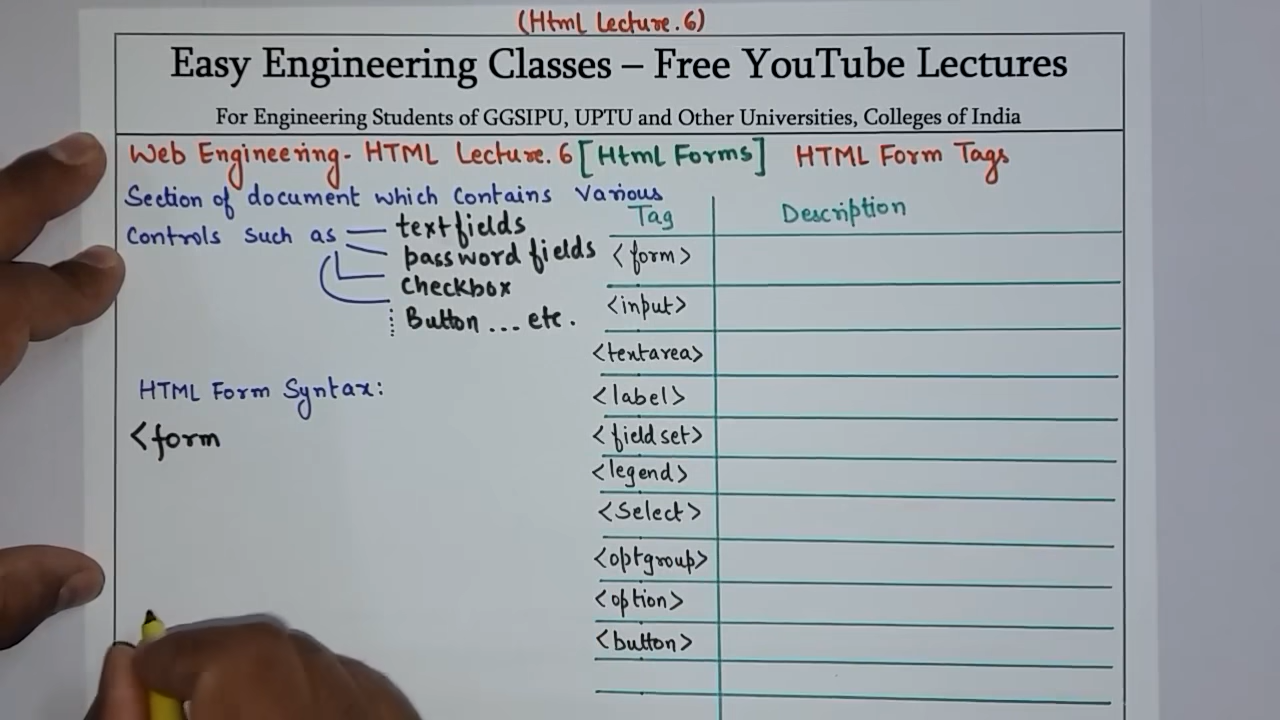 (Html Lecture.6)
Easy Engineering Classes – Free YouTube Lectures
For Engineering Students of GGSIPU, UPTU and Other Universities, Colleges of India
Web Engineering- HTML Lecture.6 [Html Forms] HTML Form Tags
Section of document which contains various
controls such as
textfields
password fields
checkbox
Button ... etc.
HTML Form Syntax:
<form
Tag Description
<form>
<input>
<textarea>
<label>
<fieldset>
<legend>
<Select>
<optgroup>
<option>
<button>